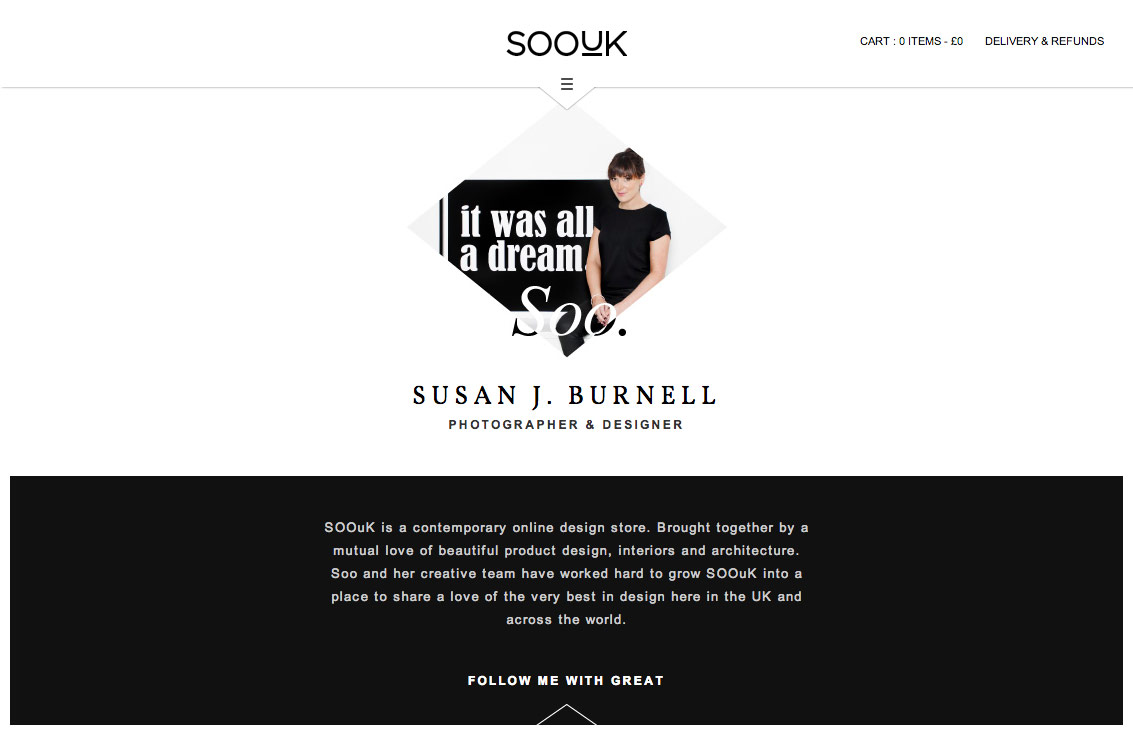 SOOUK
CART : 0 ITEMS - £0
DELIVERY & REFUNDS
it was all
a dream.
Soo.
SUSAN J. BURNELL
PHOTOGRAPHER & DESIGNER
SOOuK is a contemporary online design store. Brought together by a
mutual love of beautiful product design, interiors and architecture.
Soo and her creative team have worked hard to grow SOOuK into a
place to share a love of the very best in design here in the UK and
across the world.
FOLLOW ME WITH GREAT